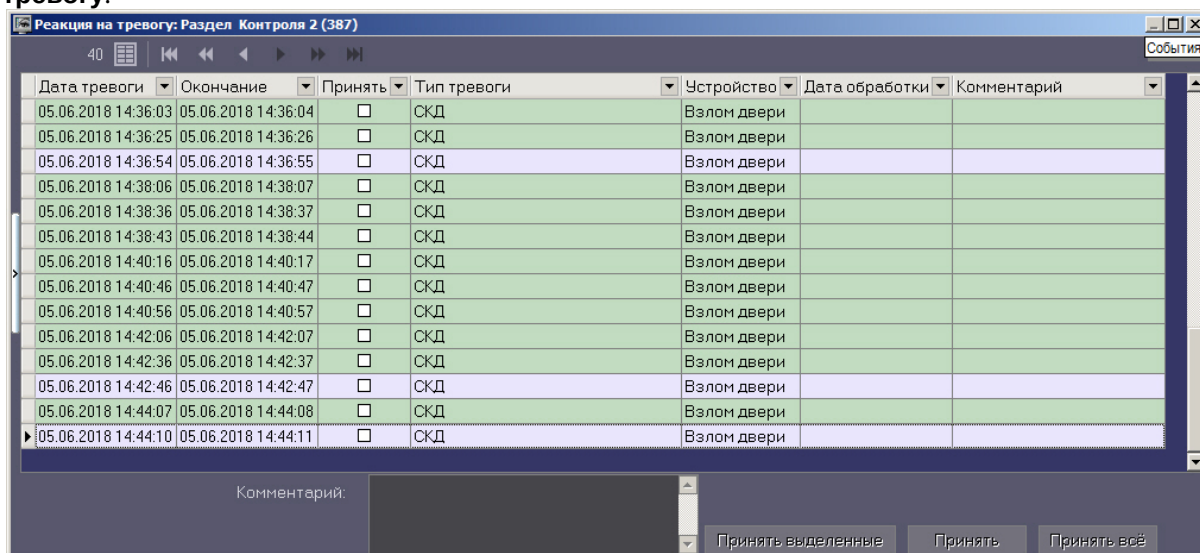 тревогу.
Реакция на тревогу: Раздел Контроля 2 (387)
События
40
Дата тревоги Окончание Принять Тип тревоги Устройство Дата обработки Комментарий
05.06.2018 14:36:03 05.06.2018 14:36:04 СКД Взлом двери
05.06.2018 14:36:25 05.06.2018 14:36:26 СКД Взлом двери
05.06.2018 14:36:54 05.06.2018 14:36:55 СКД Взлом двери
05.06.2018 14:38:06 05.06.2018 14:38:07 СКД Взлом двери
05.06.2018 14:38:36 05.06.2018 14:38:37 СКД Взлом двери
05.06.2018 14:38:43 05.06.2018 14:38:44 СКД Взлом двери
05.06.2018 14:40:16 05.06.2018 14:40:17 СКД Взлом двери
05.06.2018 14:40:46 05.06.2018 14:40:47 СКД Взлом двери
05.06.2018 14:40:56 05.06.2018 14:40:57 СКД Взлом двери
05.06.2018 14:42:06 05.06.2018 14:42:07 СКД Взлом двери
05.06.2018 14:42:36 05.06.2018 14:42:37 СКД Взлом двери
05.06.2018 14:42:46 05.06.2018 14:42:47 СКД Взлом двери
05.06.2018 14:44:07 05.06.2018 14:44:08 СКД Взлом двери
05.06.2018 14:44:10 05.06.2018 14:44:11 СКД Взлом двери
Комментарий:
Принять выделенные Принять Принять всё